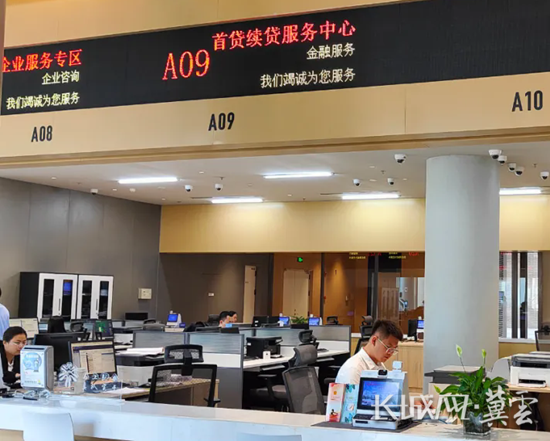 企业服务专区
企业咨询
我们竭诚为您服务
A09
首贷续贷服务中心
金融服务
我们竭诚为您服务
A08
A09
A10
A09
长城网·冀云